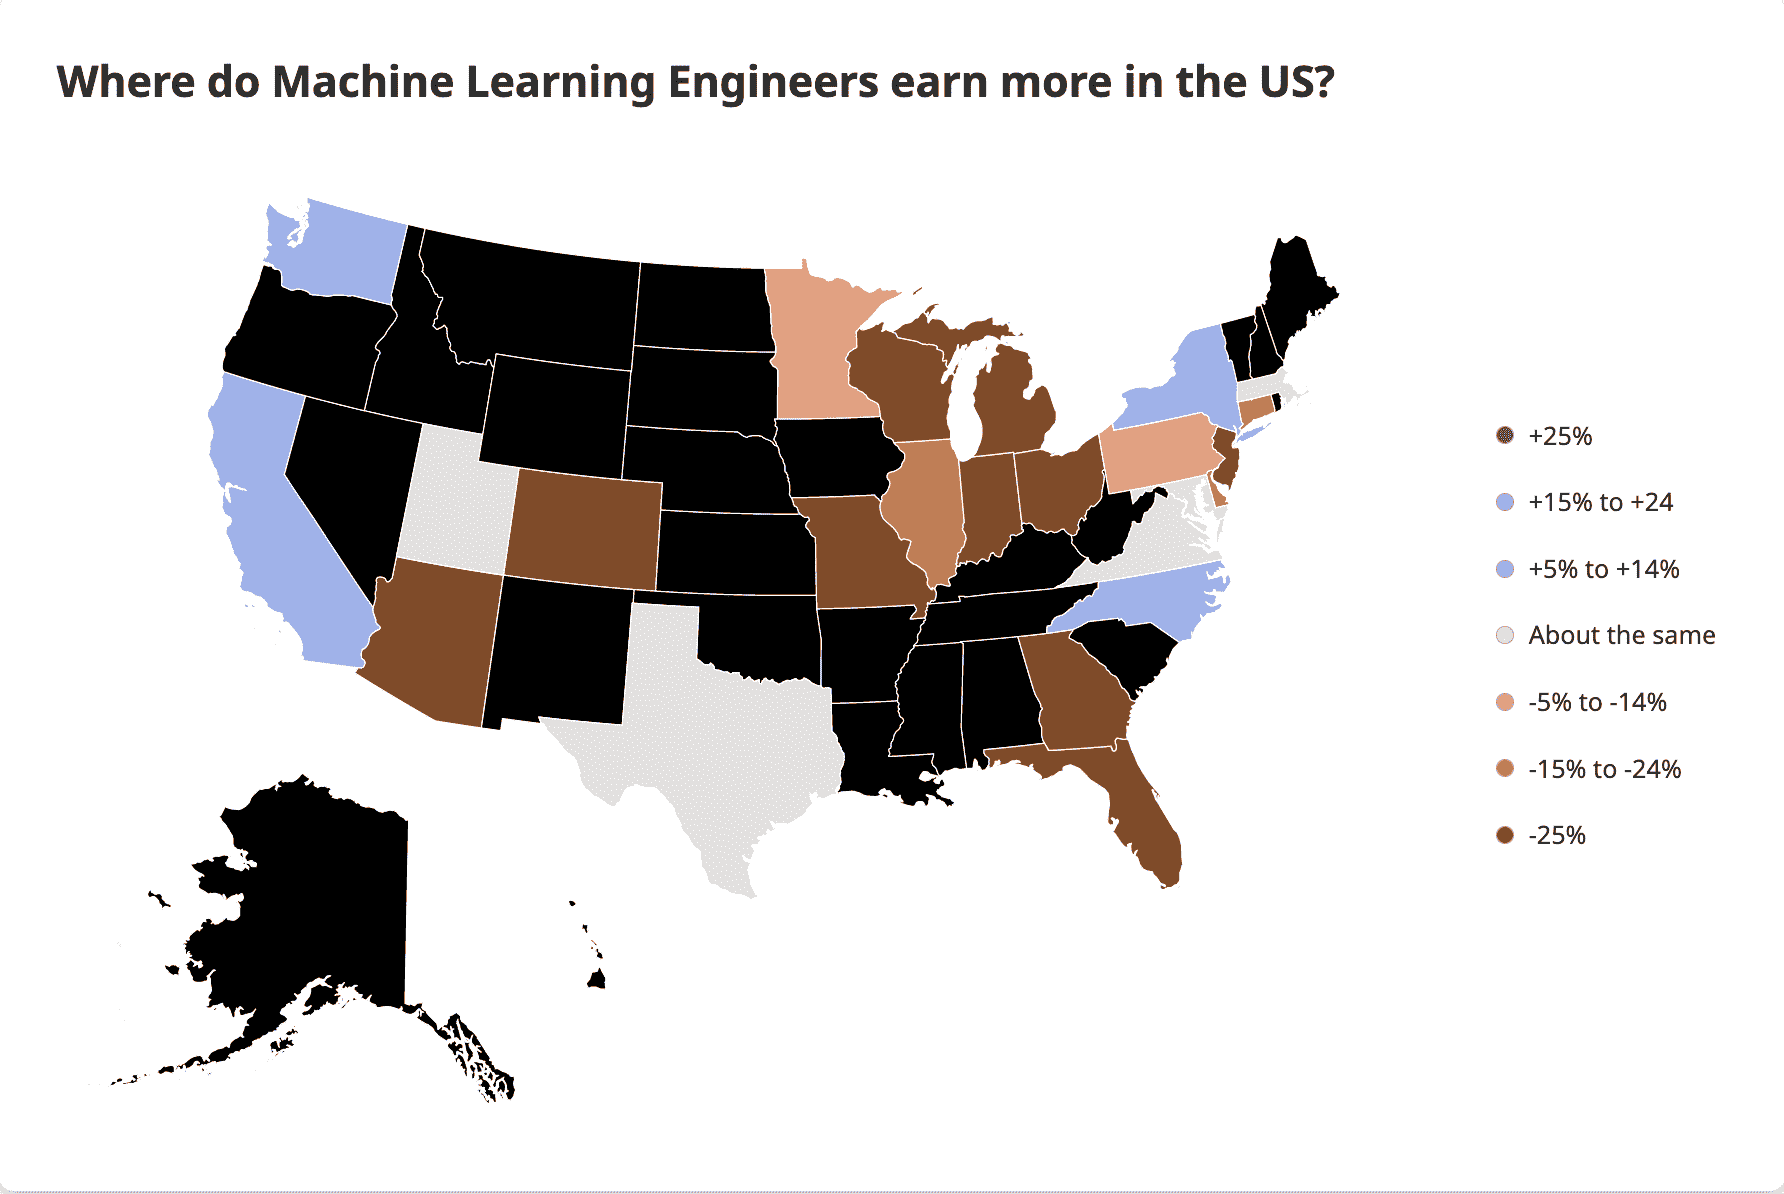 Where do Machine Learning Engineers earn more in the US?
+25%
+15% to +24
+5% to +14%
About the same
-5% to -14%
-15% to -24%
-25%